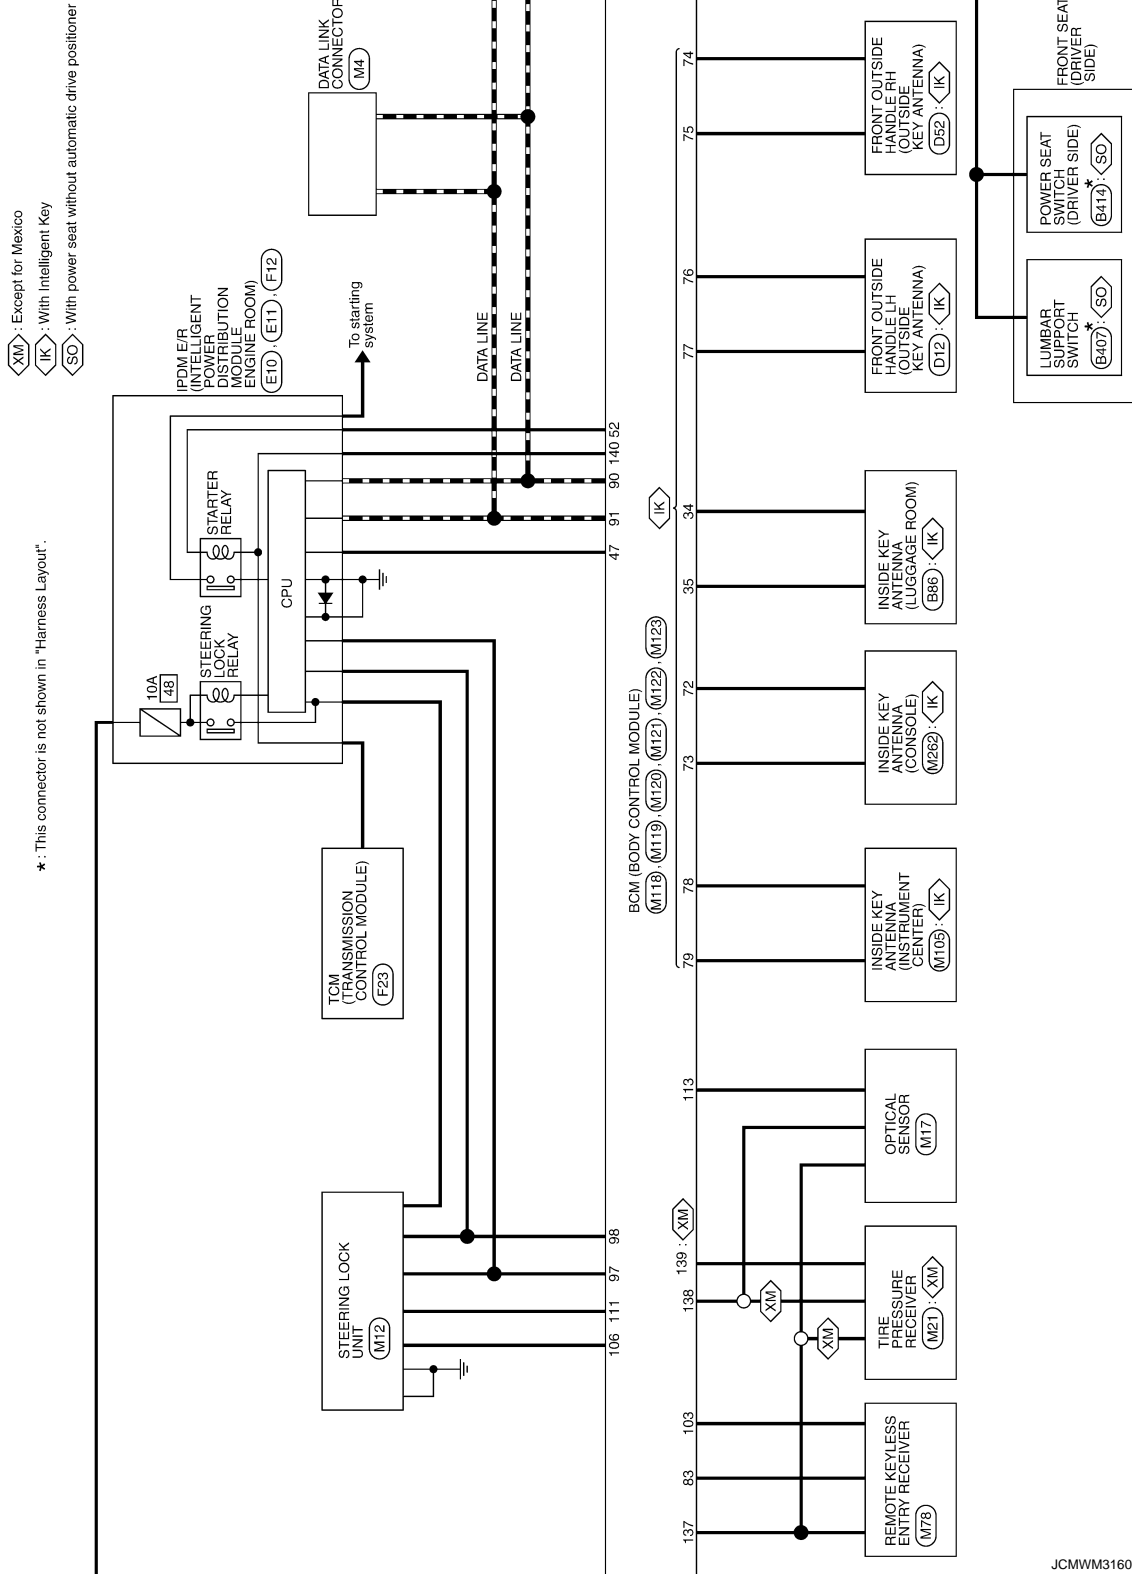 XM : Except for Mexico
IK : With Intelligent Key
SO : With power seat without automatic drive positioner
* : This connector is not shown in "Harness Layout".
DATA LINK
CONNECTOR
M4
IPDM E/R
(INTELLIGENT
POWER
DISTRIBUTION
MODULE
ENGINE ROOM)
E10 , E11 , F12
To starting
system
STARTER
RELAY
STEERING
LOCK
RELAY
10A
48
CPU
DATA LINE
DATA LINE
TCM
(TRANSMISSION
CONTROL MODULE)
F23
STEERING LOCK
UNIT
M12
106
111
97
98
47
91
90
140
52
BCM (BODY CONTROL MODULE)
M118 , M119 , M120 , M121 , M122 , M123
IK
137
83
103
138
139 : XM
113
79
78
73
72
35
34
77
76
75
74
XM
XM
REMOTE KEYLESS
ENTRY RECEIVER
M78
TIRE
PRESSURE
RECEIVER
M21 : XM
OPTICAL
SENSOR
M17
INSIDE KEY
ANTENNA
(INSTRUMENT
CENTER)
M105 : IK
INSIDE KEY
ANTENNA
(CONSOLE)
M262 : IK
INSIDE KEY
ANTENNA
(LUGGAGE ROOM)
B86 : IK
FRONT OUTSIDE
HANDLE LH
(OUTSIDE
KEY ANTENNA)
D12 : IK
FRONT OUTSIDE
HANDLE RH
(OUTSIDE
KEY ANTENNA)
D52 : IK
LUMBAR
SUPPORT
SWITCH
B407 * : SO
POWER SEAT
SWITCH
(DRIVER SIDE)
B414 * : SO
FRONT SEAT
(DRIVER
SIDE)
JCMWM3160